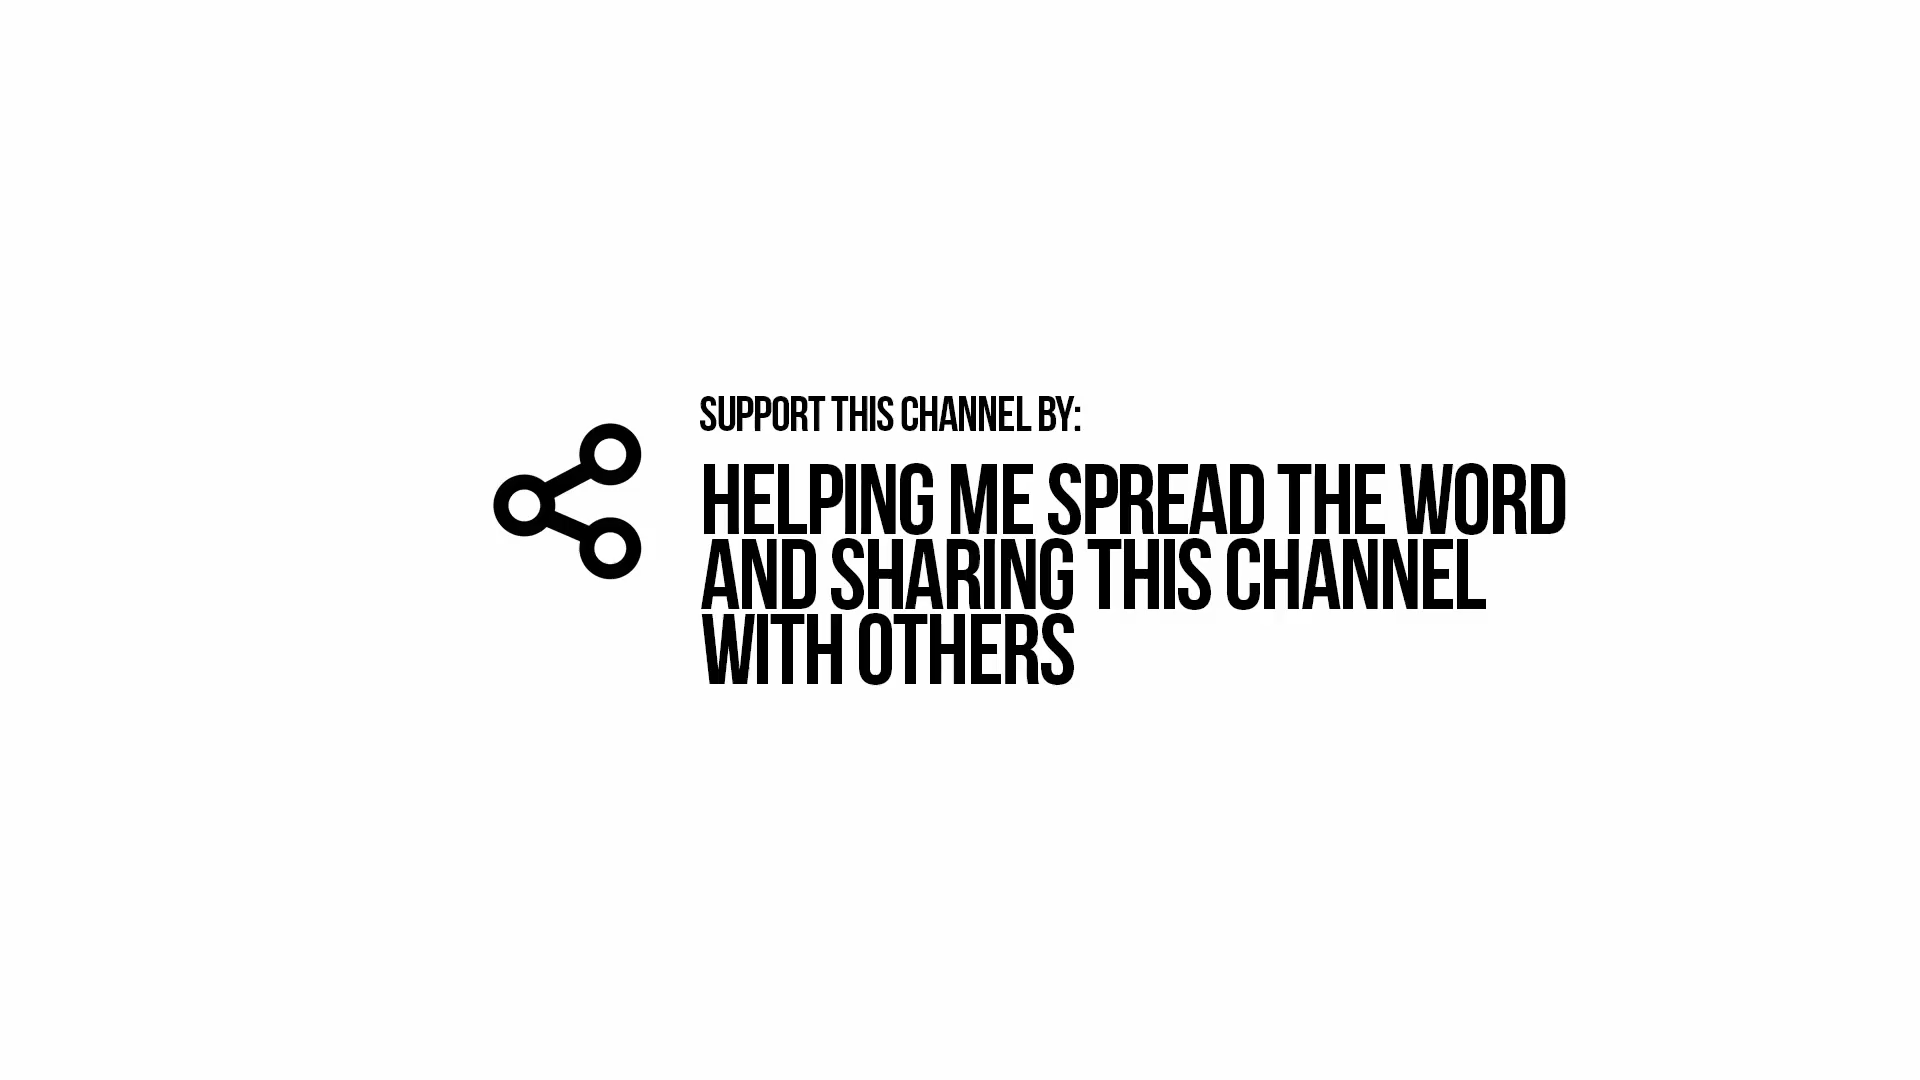 SUPPORT THIS CHANNEL BY:
HELPING ME SPREAD THE WORD
AND SHARING THIS CHANNEL
WITH OTHERS